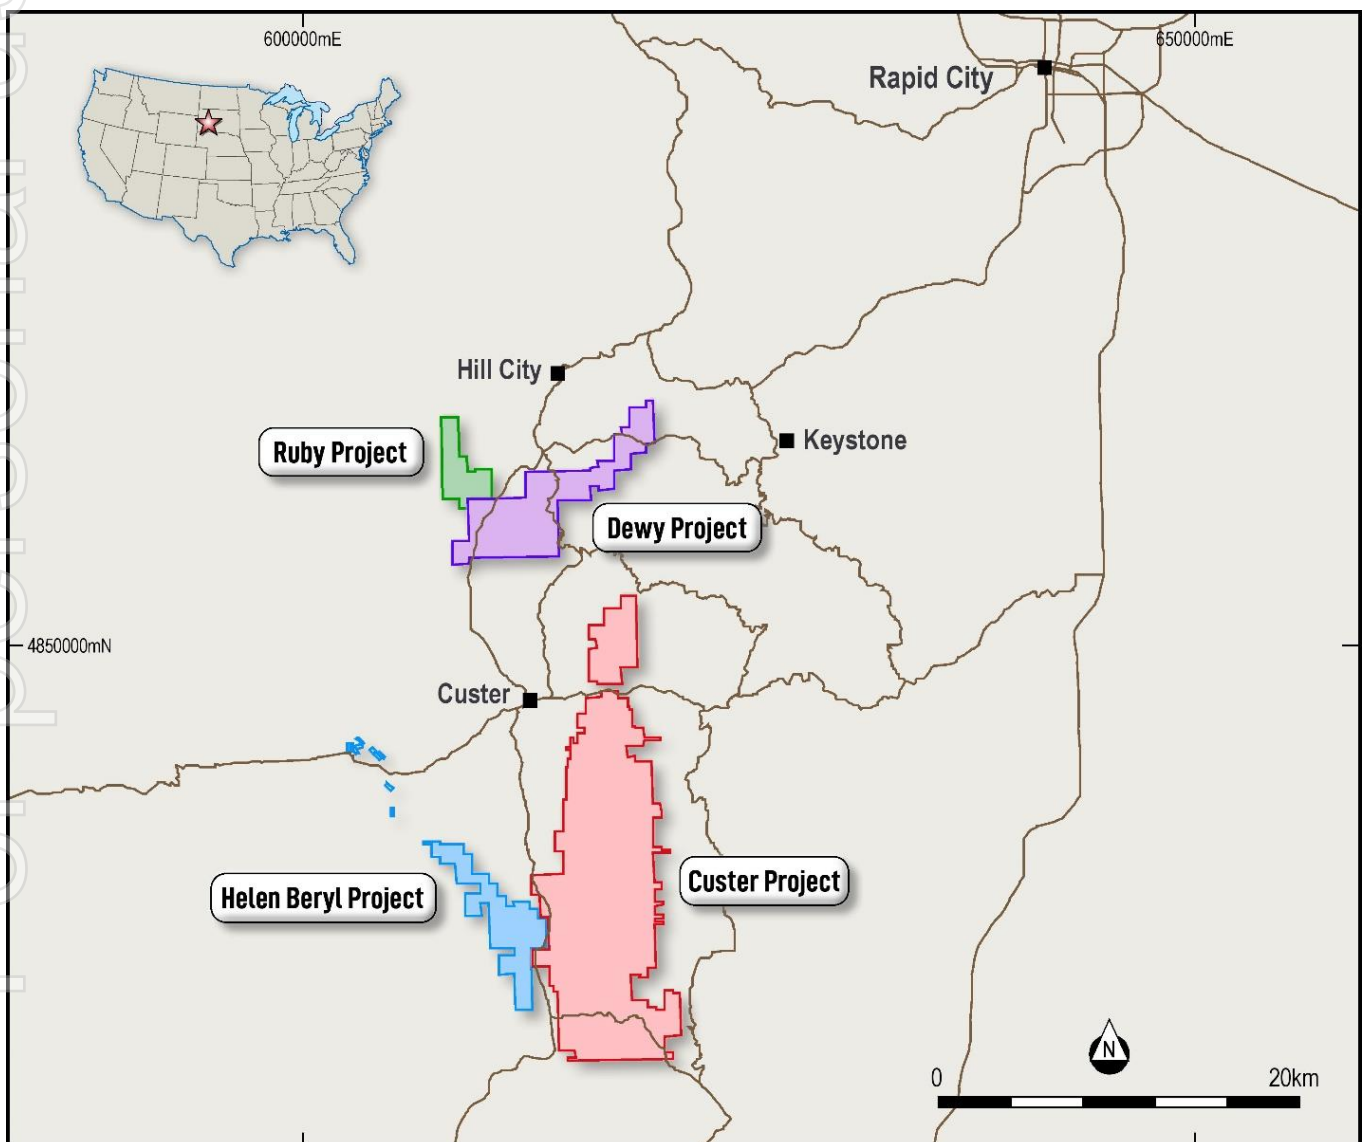 600000mE
650000mE
Rapid City
Hill City
Keystone
Ruby Project
Dewy Project
4850000mN
Custer
Custer Project
Helen Beryl Project
N
0 20km